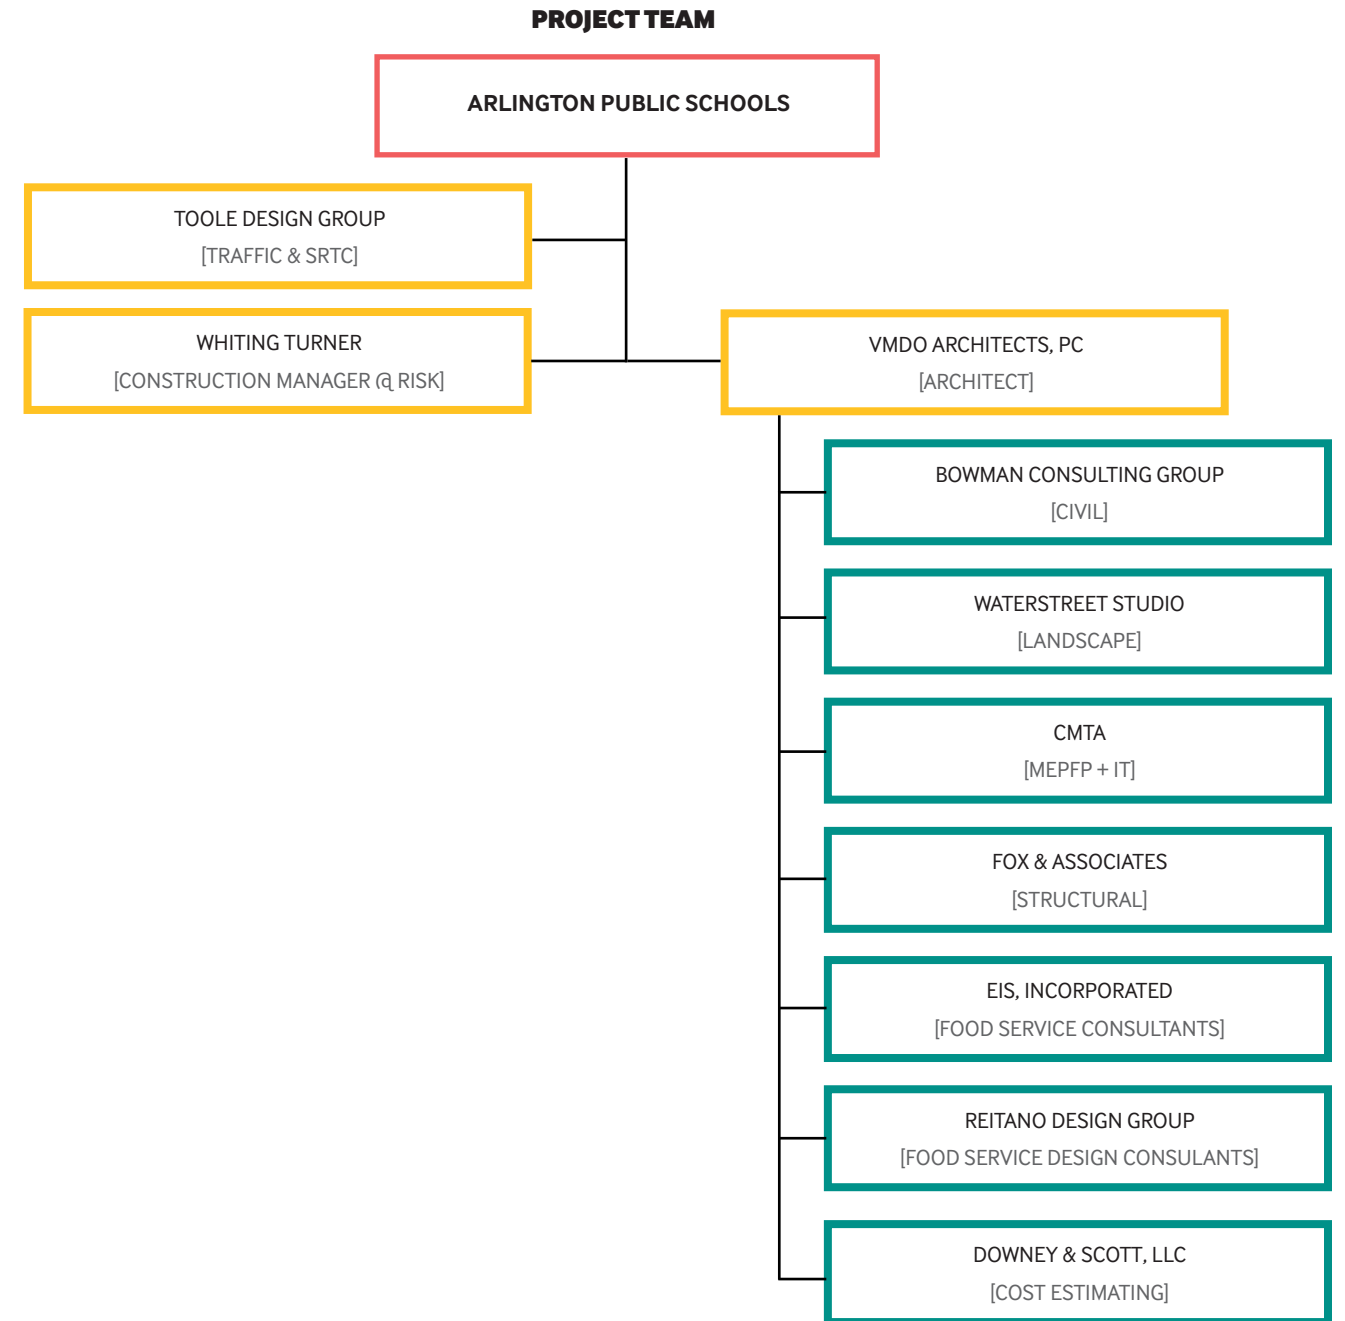 PROJECT TEAM
ARLINGTON PUBLIC SCHOOLS
TOOLE DESIGN GROUP
[TRAFFIC & SRTC]
WHITING TURNER
[CONSTRUCTION MANAGER @ RISK]
VMDO ARCHITECTS, PC
[ARCHITECT]
BOWMAN CONSULTING GROUP
[CIVIL]
WATERSTREET STUDIO
[LANDSCAPE]
CMTA
[MEPFP + IT]
FOX & ASSOCIATES
[STRUCTURAL]
EIS, INCORPORATED
[FOOD SERVICE CONSULTANTS]
REITANO DESIGN GROUP
[FOOD SERVICE DESIGN CONSULANTS]
DOWNEY & SCOTT, LLC
[COST ESTIMATING]